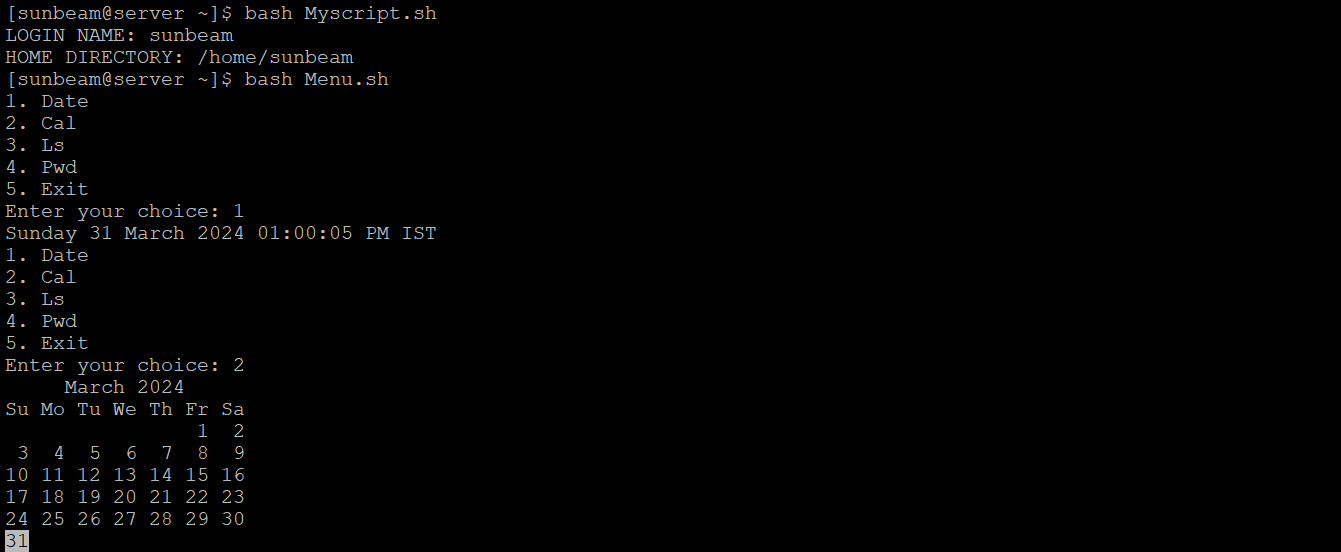 [sunbeam@server ~]$ bash Myscript.sh
LOGIN NAME: sunbeam
HOME DIRECTORY: /home/sunbeam
[sunbeam@server ~]$ bash Menu.sh
1. Date
2. Cal
3. Ls
4. Pwd
5. Exit
Enter your choice: 1
Sunday 31 March 2024 01:00:05 PM IST
1. Date
2. Cal
3. Ls
4. Pwd
5. Exit
Enter your choice: 2
     March 2024
Su Mo Tu We Th Fr Sa
                1  2
 3  4  5  6  7  8  9
10 11 12 13 14 15 16
17 18 19 20 21 22 23
24 25 26 27 28 29 30
31